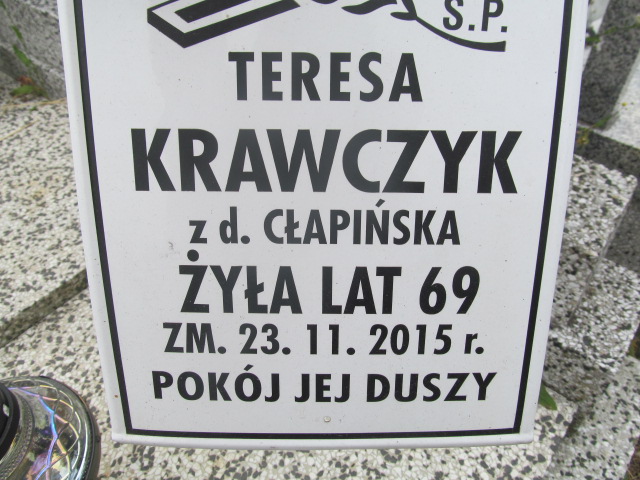 Ś.P.
TERESA
KRAWCZYK
z d. CŁAPIŃSKA
ŻYŁA LAT 69
ZM. 23. 11. 2015 r.
POKÓJ JEJ DUSZY